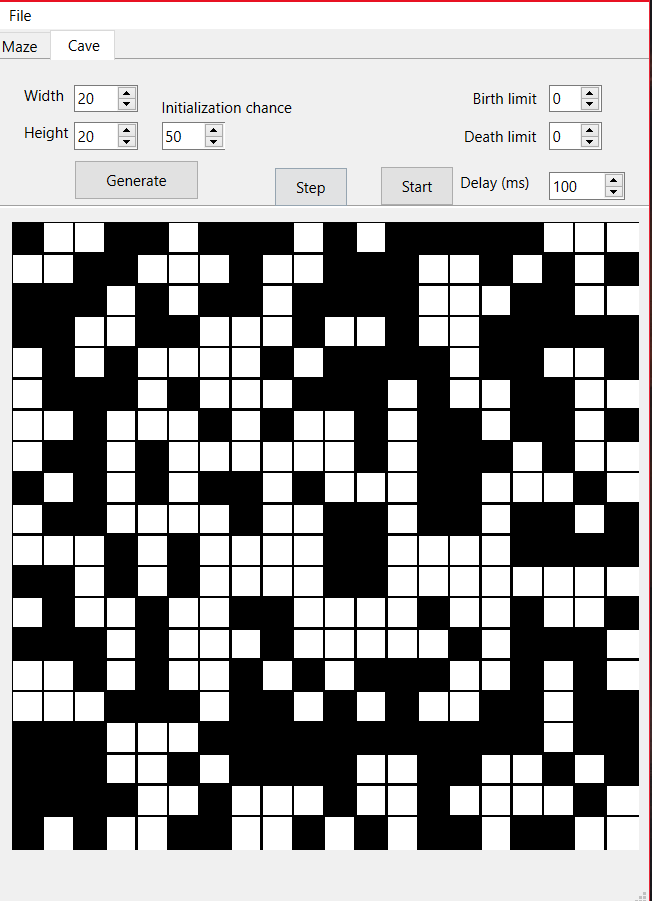 File
Maze Cave
Width 20 Initialization chance Birth limit 0
Height 20 50 Death limit 0
Generate Step Start Delay (ms) 100